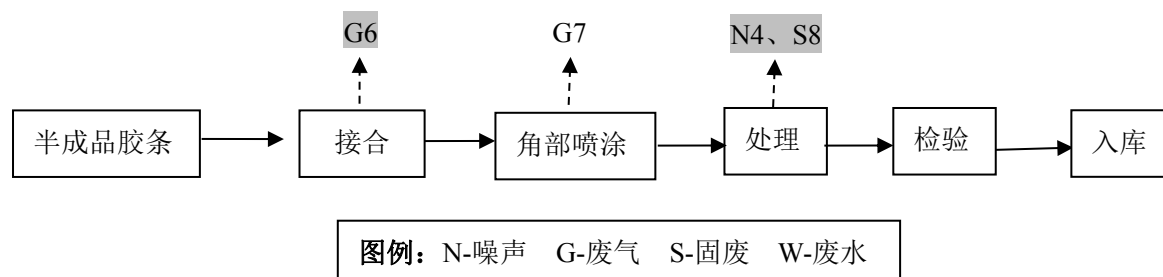 G6 G7 N4、S8
半成品胶条 接合 角部喷涂 处理 检验 入库
图例：N-噪声 G-废气 S-固废 W-废水